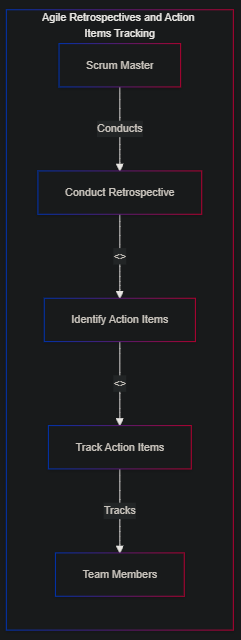 Agile Retrospectives and Action
Items Tracking
Scrum Master
Conducts
Conduct Retrospective
<>
Identify Action Items
<>
Track Action Items
Tracks
Team Members